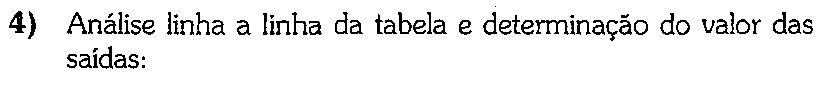 4) Análise linha a linha da tabela e determinação do valor das
saídas: